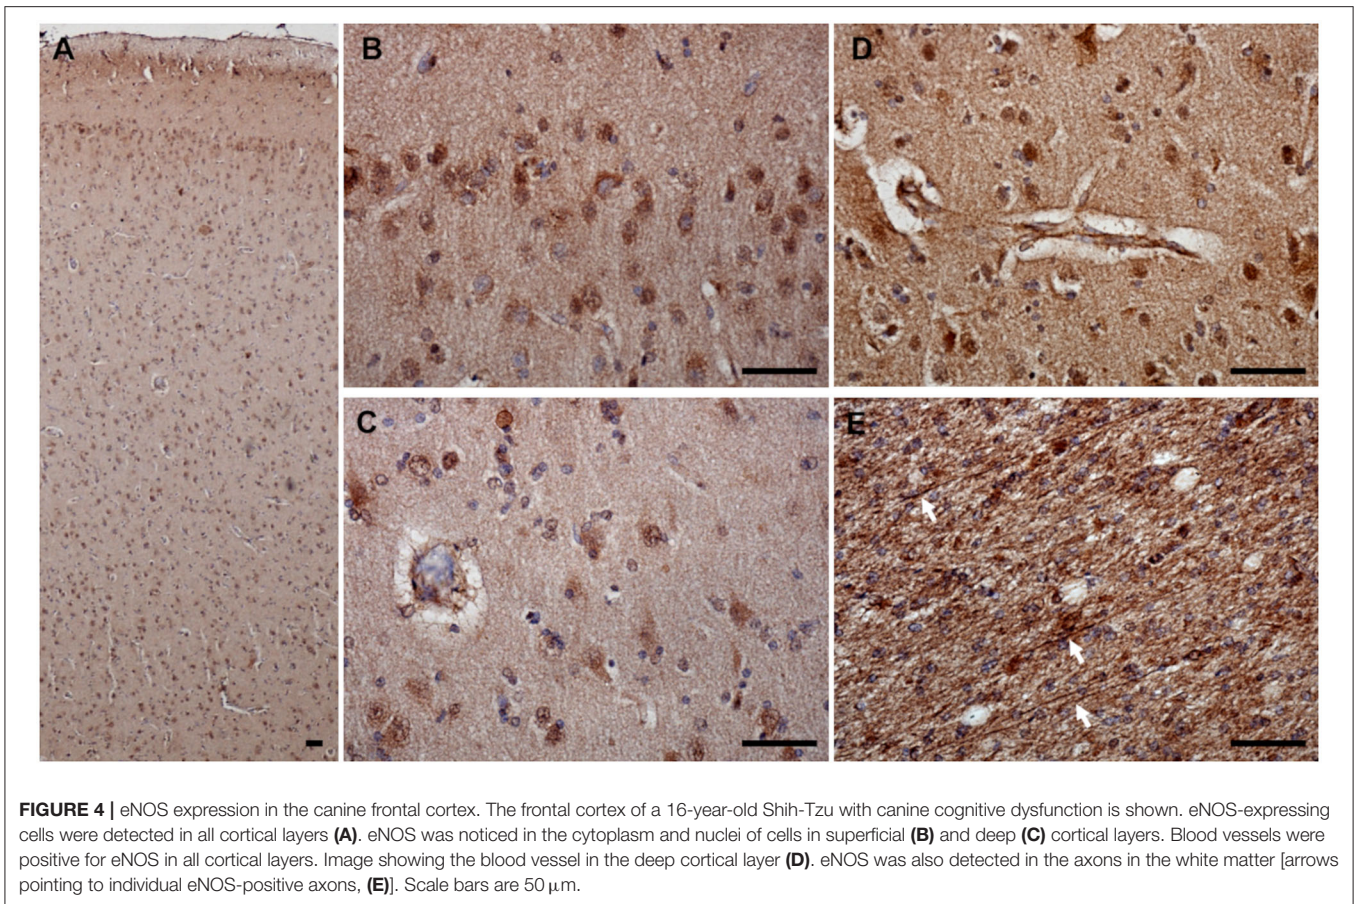 A
B
D
C
E
FIGURE 4 | eNOS expression in the canine frontal cortex. The frontal cortex of a 16-year-old Shih-Tzu with canine cognitive dysfunction is shown. eNOS-expressing
cells were detected in all cortical layers (A). eNOS was noticed in the cytoplasm and nuclei of cells in superficial (B) and deep (C) cortical layers. Blood vessels were
positive for eNOS in all cortical layers. Image showing the blood vessel in the deep cortical layer (D). eNOS was also detected in the axons in the white matter [arrows
pointing to individual eNOS-positive axons, (E)]. Scale bars are 50 µm.